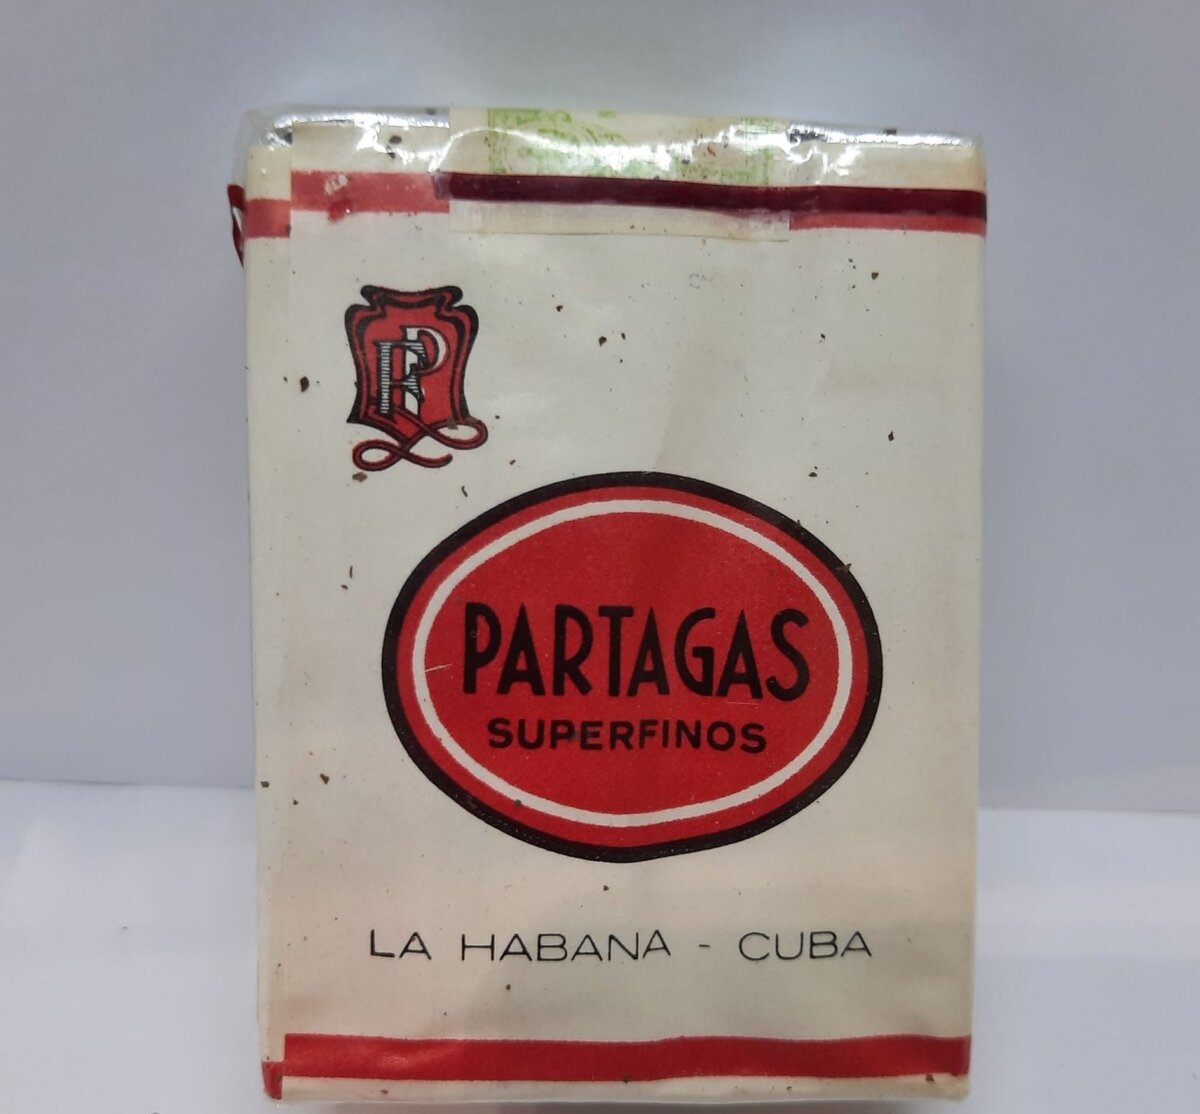 PARTAGAS
SUPERFINOS
LA HABANA - CUBA